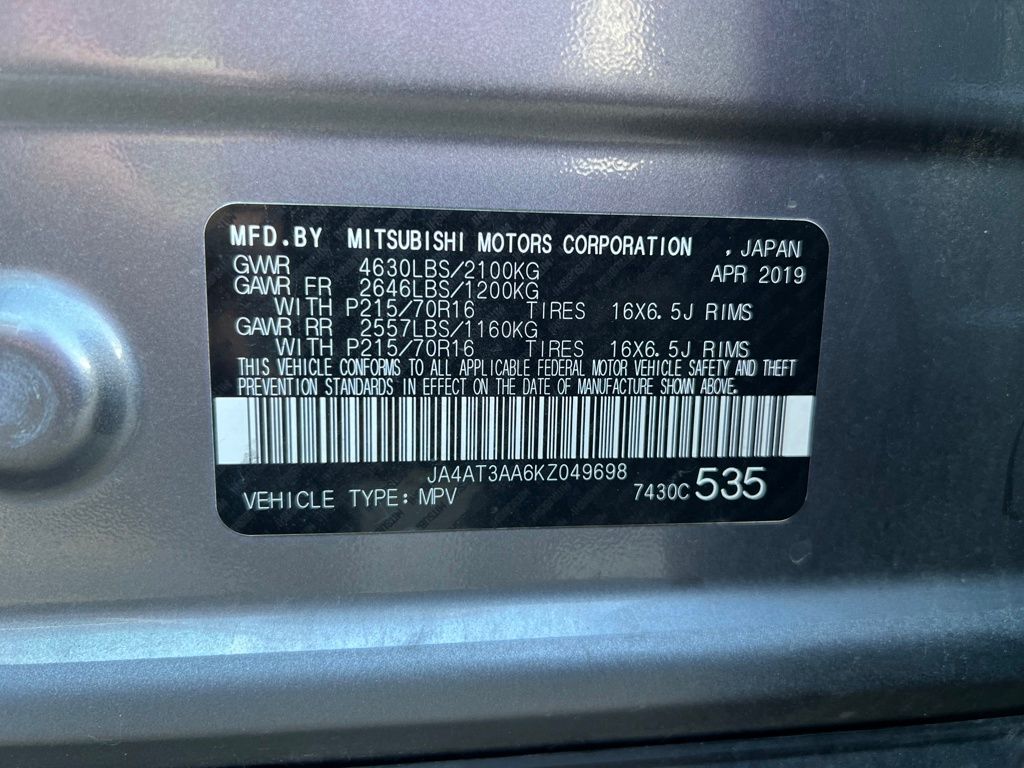 MFD.BY MITSUBISHI MOTORS CORPORATION , JAPAN
GVWR 4630LBS/2100KG APR 2019
GAWR FR 2646LBS/1200KG
WITH P215/70R16 TIRES 16X6.5J RIMS
GAWR RR 2557LBS/1160KG
WITH P215/70R16 TIRES 16X6.5J RIMS
THIS VEHICLE CONFORMS TO ALL APPLICABLE FEDERAL MOTOR VEHICLE SAFETY AND THEFT
PREVENTION STANDARDS IN EFFECT ON THE DATE OF MANUFACTURE SHOWN ABOVE.
JA4AT3AA6KZ049698
VEHICLE TYPE: MPV 7430C 535